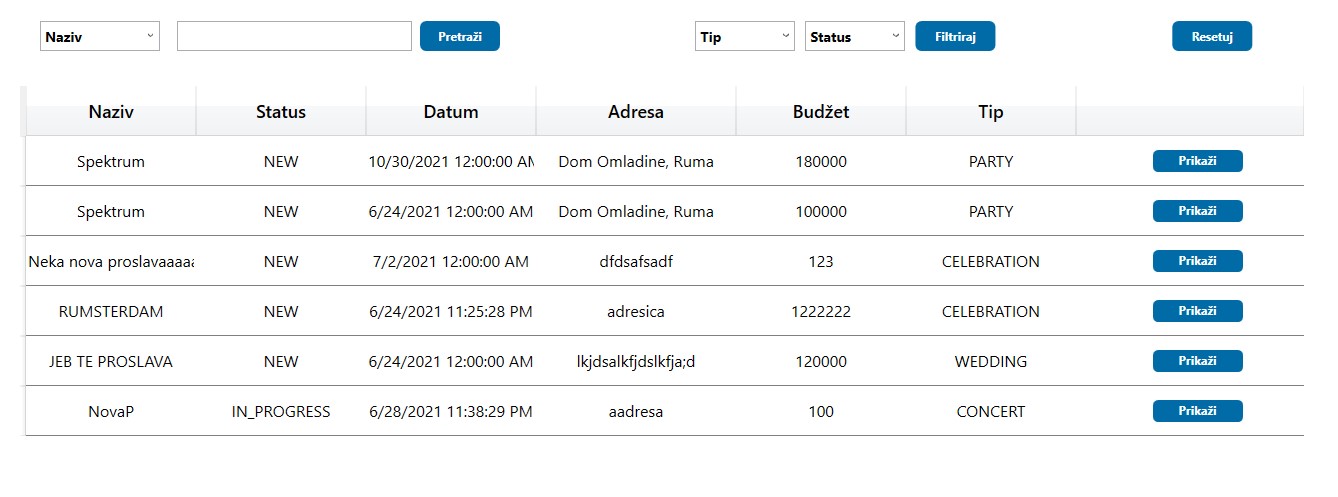 Naziv Pretraži Tip Status Filtriraj Resetuj
Naziv Status Datum Adresa Budžet Tip
Spektrum NEW 10/30/2021 12:00:00 AM Dom Omladine, Ruma 180000 PARTY Prikaži
Spektrum NEW 6/24/2021 12:00:00 AM Dom Omladine, Ruma 100000 PARTY Prikaži
Neka nova proslavaaaaa NEW 7/2/2021 12:00:00 AM dfdsafsadf 123 CELEBRATION Prikaži
RUMSTERDAM NEW 6/24/2021 11:25:28 PM adresica 1222222 CELEBRATION Prikaži
JEB TE PROSLAVA NEW 6/24/2021 12:00:00 AM lkjdsalkfjdslkfja;d 120000 WEDDING Prikaži
NovaP IN_PROGRESS 6/28/2021 11:38:29 PM aadresa 100 CONCERT Prikaži